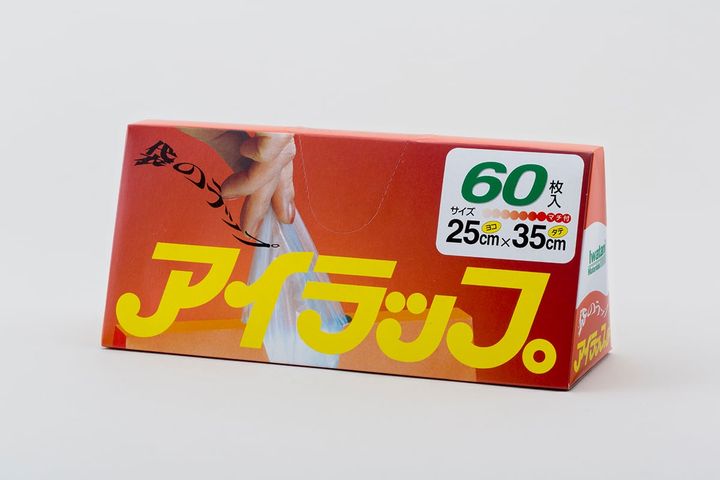 袋のラップ。
60枚入
サイズ
マチ付
25cm ヨコ × 35cm タテ
アイラップ。
Iwatani
袋のラップ
アイラップ。